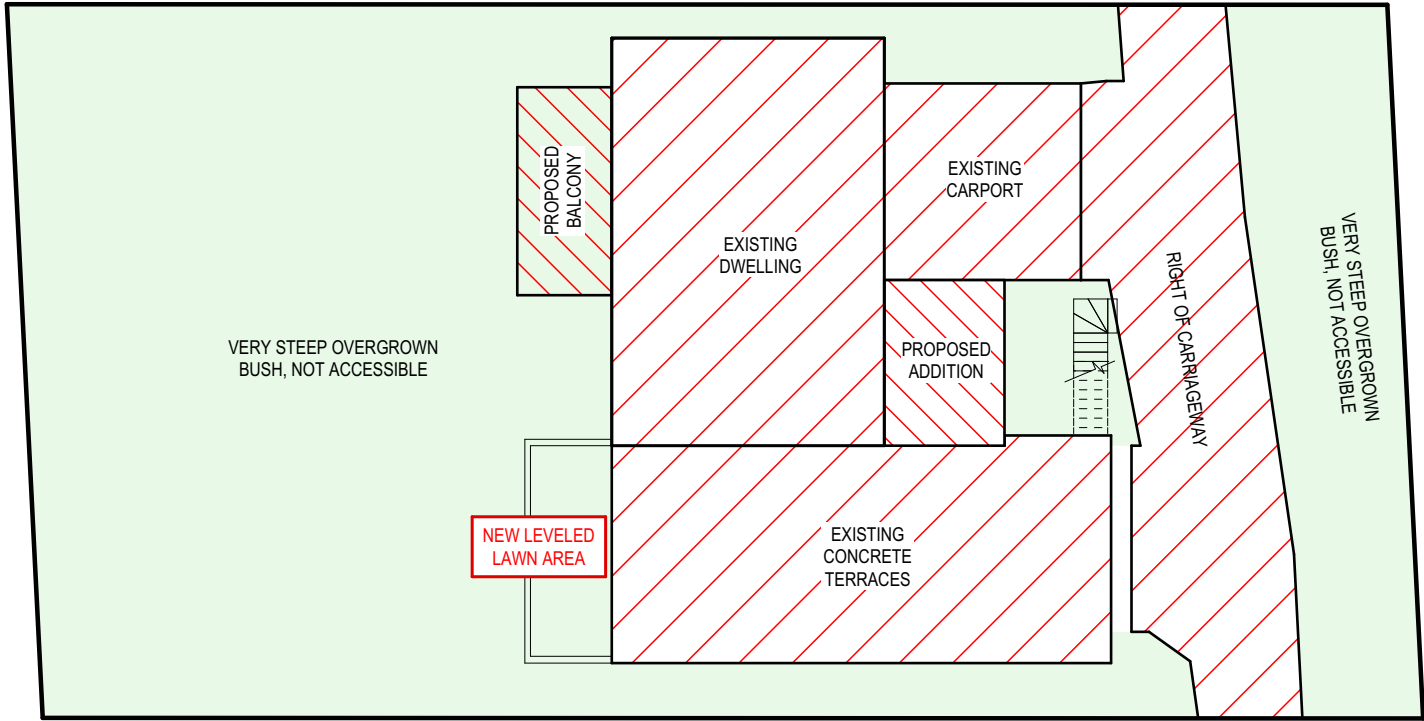 PROPOSED
BALCONY
EXISTING
DWELLING
EXISTING
CARPORT
PROPOSED
ADDITION
RIGHT OF CARRIAGEWAY
VERY STEEP OVERGROWN
BUSH, NOT ACCESSIBLE
VERY STEEP OVERGROWN
BUSH, NOT ACCESSIBLE
NEW LEVELED
LAWN AREA
EXISTING
CONCRETE
TERRACES